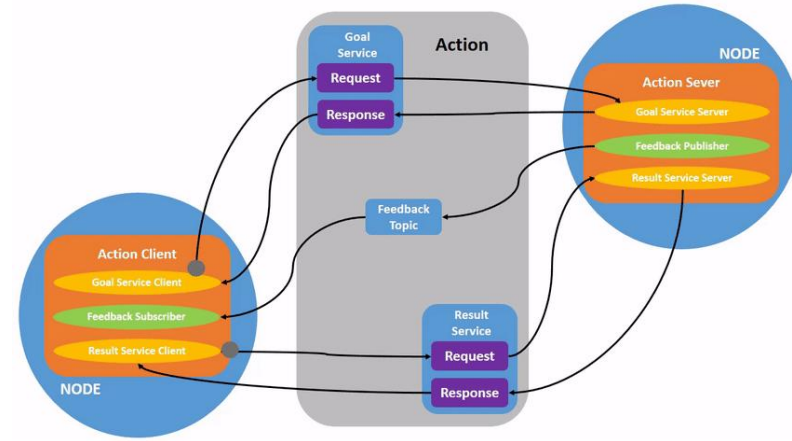 Goal
Service
Request
Response
Action
NODE
Action Sever
Goal Service Server
Feedback Publisher
Result Service Server
Feedback
Topic
Action Client
Goal Service Client
Feedback Subscriber
Result Service Client
NODE
Result
Service
Request
Response